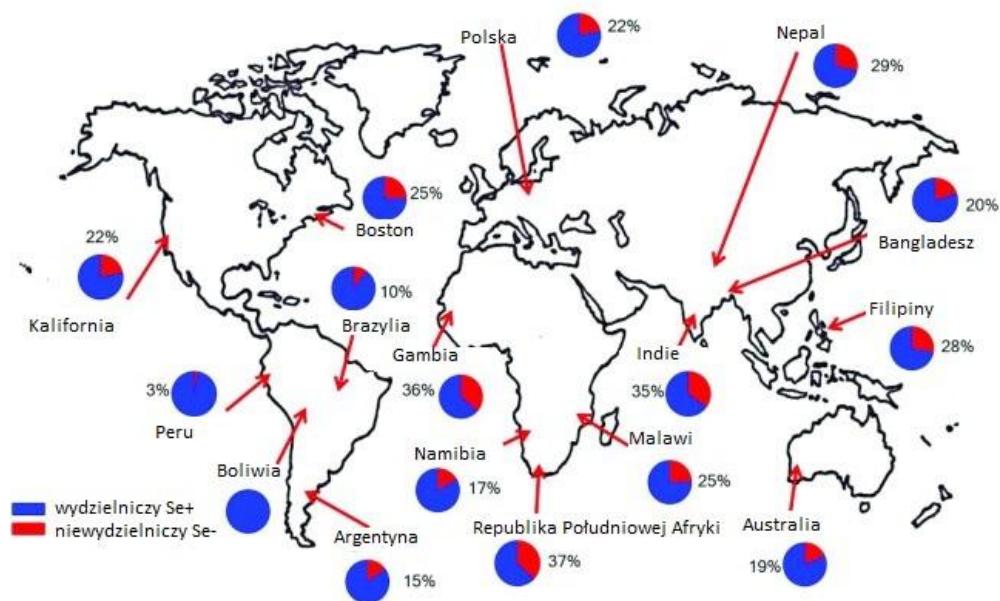 Polska
22%
Nepal
29%
25%
Boston
20%
Bangladesz
22%
Kalifornia
10%
Brazylia
Filipiny
28%
Gambia
36%
Indie
35%
3%
Peru
Boliwia
Namibia
17%
Malawi
25%
wydzielniczy Se+
niewydzielniczy Se-
Argentyna
15%
Republika Południowej Afryki
37%
Australia
19%